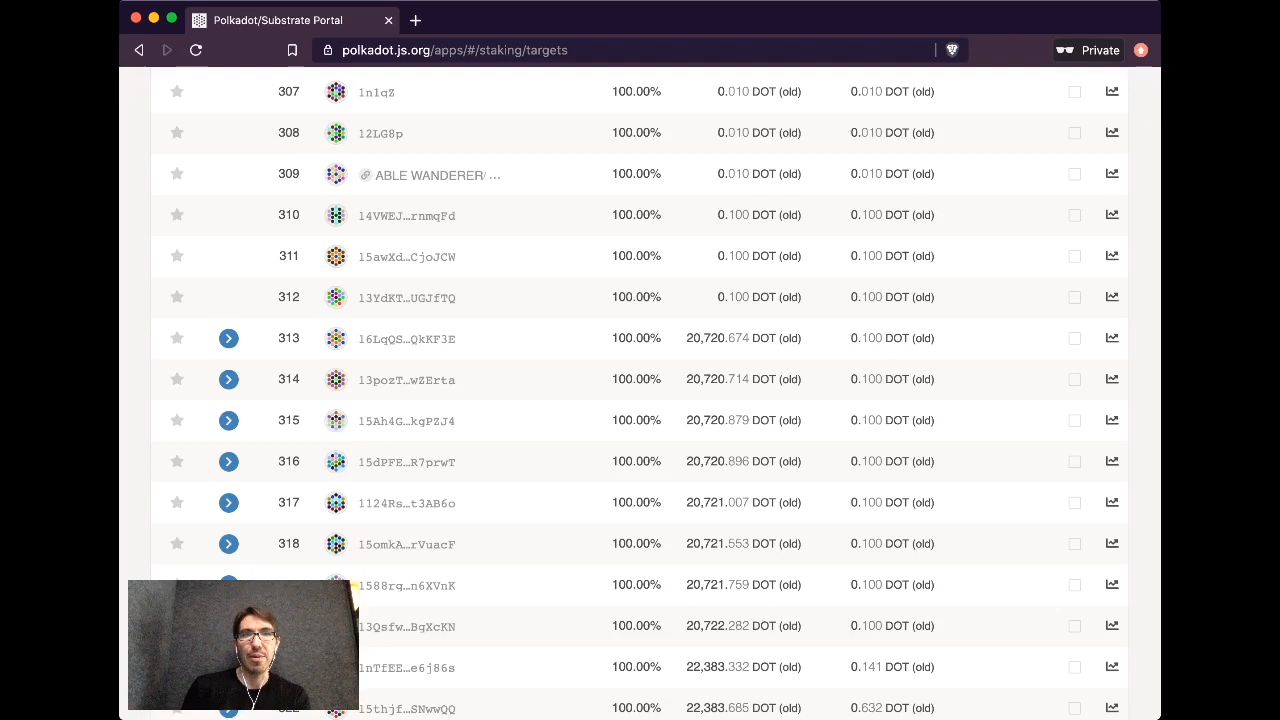 Polkadot/Substrate Portal
polkadot.js.org/apps/#/staking/targets
Private
307 1n1qZ 100.00% 0.010 DOT (old) 0.010 DOT (old)
308 12LG8p 100.00% 0.010 DOT (old) 0.010 DOT (old)
309 ABLE WANDERER/ … 100.00% 0.010 DOT (old) 0.010 DOT (old)
310 14VWEJ…rnmqFd 100.00% 0.100 DOT (old) 0.100 DOT (old)
311 15awXd…CjoJCW 100.00% 0.100 DOT (old) 0.100 DOT (old)
312 13YdKT…UGJfTQ 100.00% 0.100 DOT (old) 0.100 DOT (old)
313 16LqQS…QkKF3E 100.00% 20,720.674 DOT (old) 0.100 DOT (old)
314 13pozT…wZErta 100.00% 20,720.714 DOT (old) 0.100 DOT (old)
315 15Ah4G…kgPZJ4 100.00% 20,720.879 DOT (old) 0.100 DOT (old)
316 15dPFE…R7prwT 100.00% 20,720.896 DOT (old) 0.100 DOT (old)
317 1124Rs…t3AB6o 100.00% 20,721.007 DOT (old) 0.100 DOT (old)
318 15omkA…rVuacF 100.00% 20,721.553 DOT (old) 0.100 DOT (old)
1588rq…n6XVnK 100.00% 20,721.759 DOT (old) 0.100 DOT (old)
13Qsfw…BgXcKN 100.00% 20,722.282 DOT (old) 0.100 DOT (old)
1nTfEE…e6j86s 100.00% 22,383.332 DOT (old) 0.141 DOT (old)
15thjf…SNwwQQ 100.00% 22,383.685 DOT (old) 0.632 DOT (old)